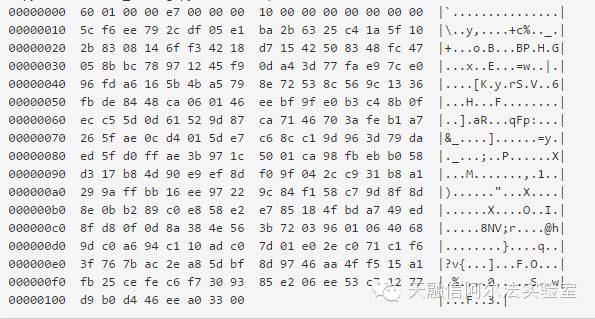 00000000  60 01 00 00 e7 00 00 00  10 00 00 00 00 00 00 00  |`...............|
00000010  5c f6 ee 79 2c df 05 e1  ba 2b 63 25 c4 1a 5f 10  |\..y,....+c%.._.|
00000020  2b 83 08 14 6f f3 42 18  d7 15 42 50 83 48 fc 47  |+...o.B...BP.H.G|
00000030  05 8b bc 78 97 12 45 f9  0d a4 3d 77 fa e9 7c e0  |...x..E...=w..|.|
00000040  96 fd a6 16 5b 4b a5 79  8e 72 53 8c 56 9c 13 36  |....[K.y.rS.V..6|
00000050  fb de 84 48 ca 06 01 46  ee bf 9f e0 b3 c4 8b 0f  |...H...F........|
00000060  ec c5 5d 0d 61 52 9d 87  ca 71 46 70 3a fe b1 a7  |..].aR...qFp:...|
00000070  26 5f ae 0c d4 01 5d e7  c6 8c c9 1d 96 3d 79 da  |&_....]......=y.|
00000080  ed 5f d0 ff ae 3b 97 1c  50 01 ca 98 fb eb b0 58  |._...;..P......X|
00000090  d3 17 b8 4d 90 e9 ef 8d  f0 9f 04 2c c9 31 b8 a1  |...M.......,.1..|
000000a0  29 9a ff bb 16 ee 97 22  9c 84 f1 58 c7 9d 8f 8d  |)......"...X....|
000000b0  8e 0b b2 89 c0 e8 58 e2  e7 85 18 4f bd a7 49 ed  |......X....O..I.|
000000c0  8f d8 0f 0d 8a 38 4e 56  3b 72 03 96 01 06 40 68  |.....8NV;r....@h|
000000d0  9d c0 a6 94 c1 10 ad c0  7d 01 e0 2e c0 71 c1 f6  |........}....q..|
000000e0  3f 76 7b ac 2e a8 5d bf  8d 97 46 aa 4f f5 15 a1  |?v{...]...F.O...|
000000f0  fb 25 ce fe c6 f7 30 93  85 e2 06 ee 53 12 77
00000100  d9 b0 d4 46 ee a0 33 00  |...F..3.|
天融信阿尔法实验室